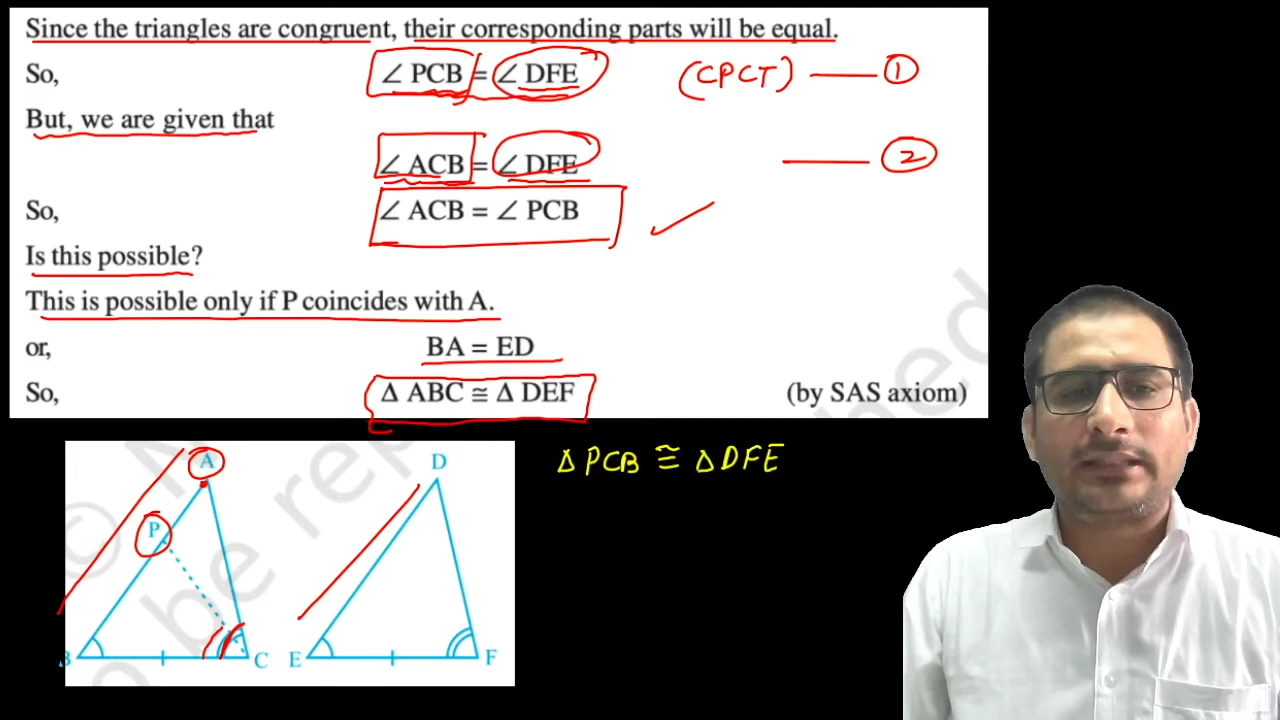 Since the triangles are congruent, their corresponding parts will be equal.
So, ∠ PCB = ∠ DFE (CPCT) —— ①
But, we are given that
∠ ACB = ∠ DFE —— ②
So, ∠ ACB = ∠ PCB ✓
Is this possible?
This is possible only if P coincides with A.
or, BA = ED
So, Δ ABC ≅ Δ DEF (by SAS axiom)
Δ PCB ≅ Δ DFE
A D
P
B C E F